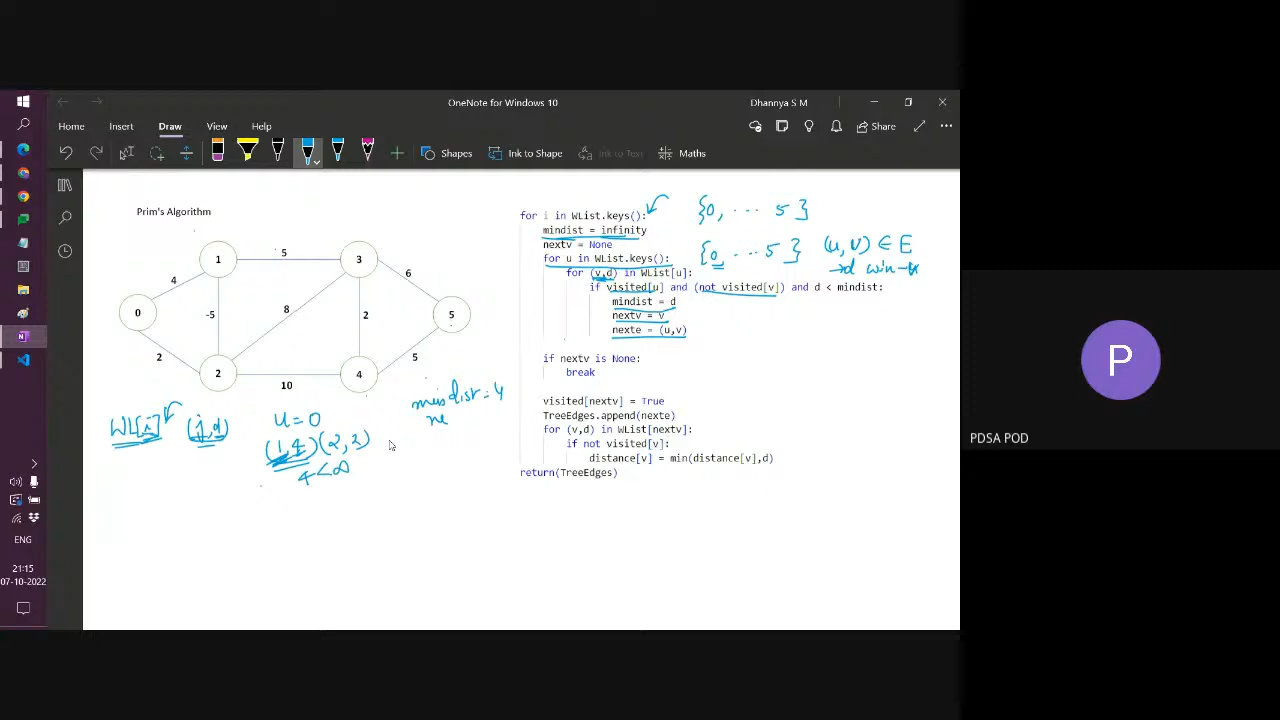 OneNote for Windows 10
Dhannya S M
Home Insert Draw View Help
Share
Shapes Ink to Shape Ink to Text Maths
Prim's Algorithm
1 5 3
4 6
0 -5 8 2 5
2 5
2 10 4
WL[i] (j,d)
u=0
(1,4)(2,2)
4<∞
mindist=4
ne
for i in WList.keys():
{0, ... 5}
mindist = infinity
nextv = None
{0, ... 5} (u,v) ∈ E
for u in WList.keys():
→d
for (v,d) in WList[u]:
if visited[u] and (not visited[v]) and d < mindist:
mindist = d
nextv = v
nexte = (u,v)
if nextv is None:
break
visited[nextv] = True
TreeEdges.append(nexte)
for (v,d) in WList[nextv]:
if not visited[v]:
distance[v] = min(distance[v],d)
return(TreeEdges)
P
PDSA POD
ENG
21:15
07-10-2022